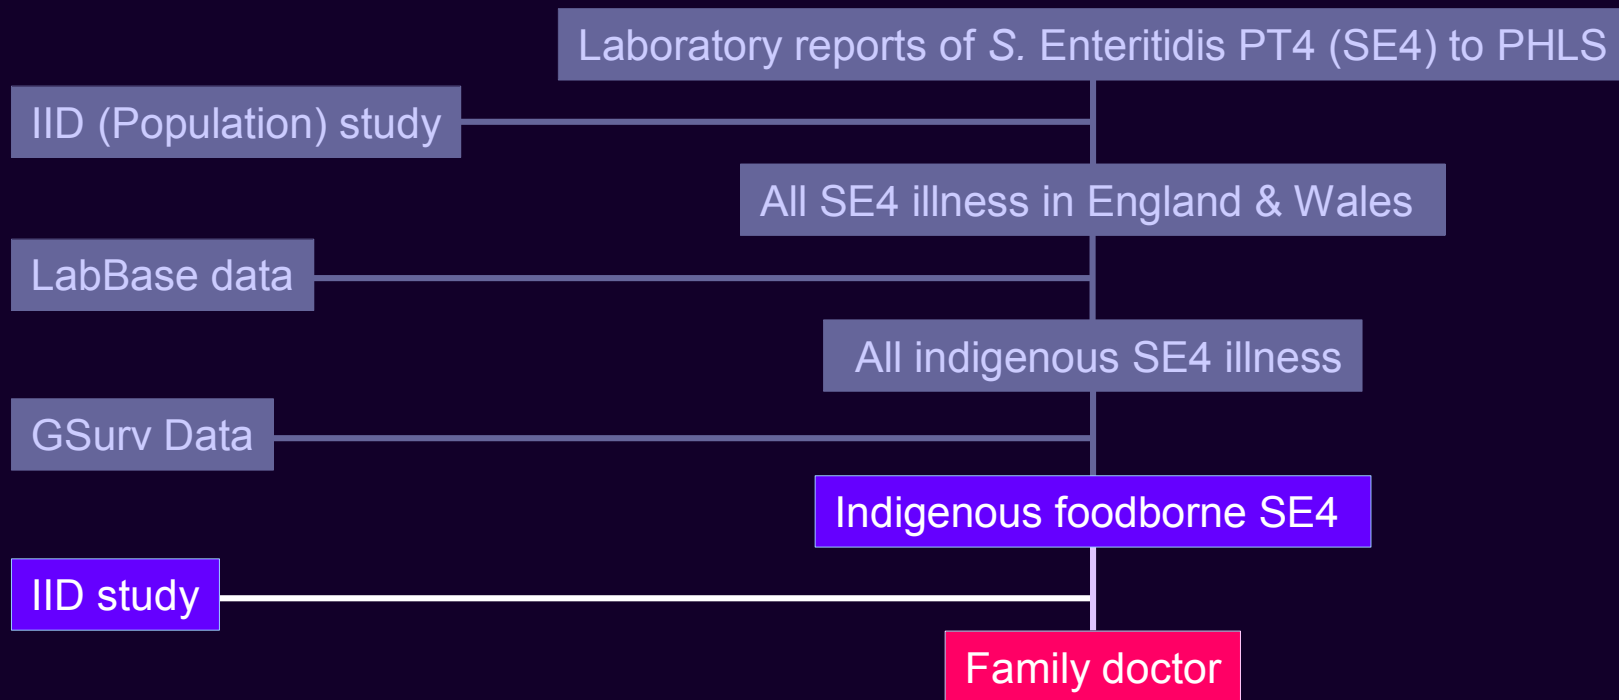 Laboratory reports of S. Enteritidis PT4 (SE4) to PHLS
IID (Population) study
All SE4 illness in England & Wales
LabBase data
All indigenous SE4 illness
GSurv Data
Indigenous foodborne SE4
IID study
Family doctor